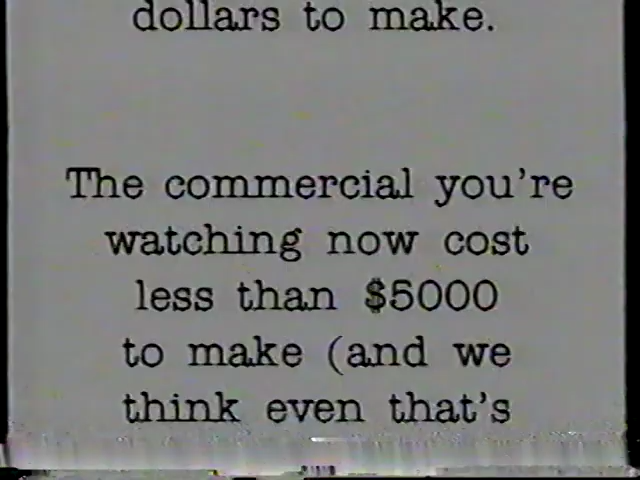 dollars to make.
The commercial you're
watching now cost
less than $5000
to make (and we
think even that's